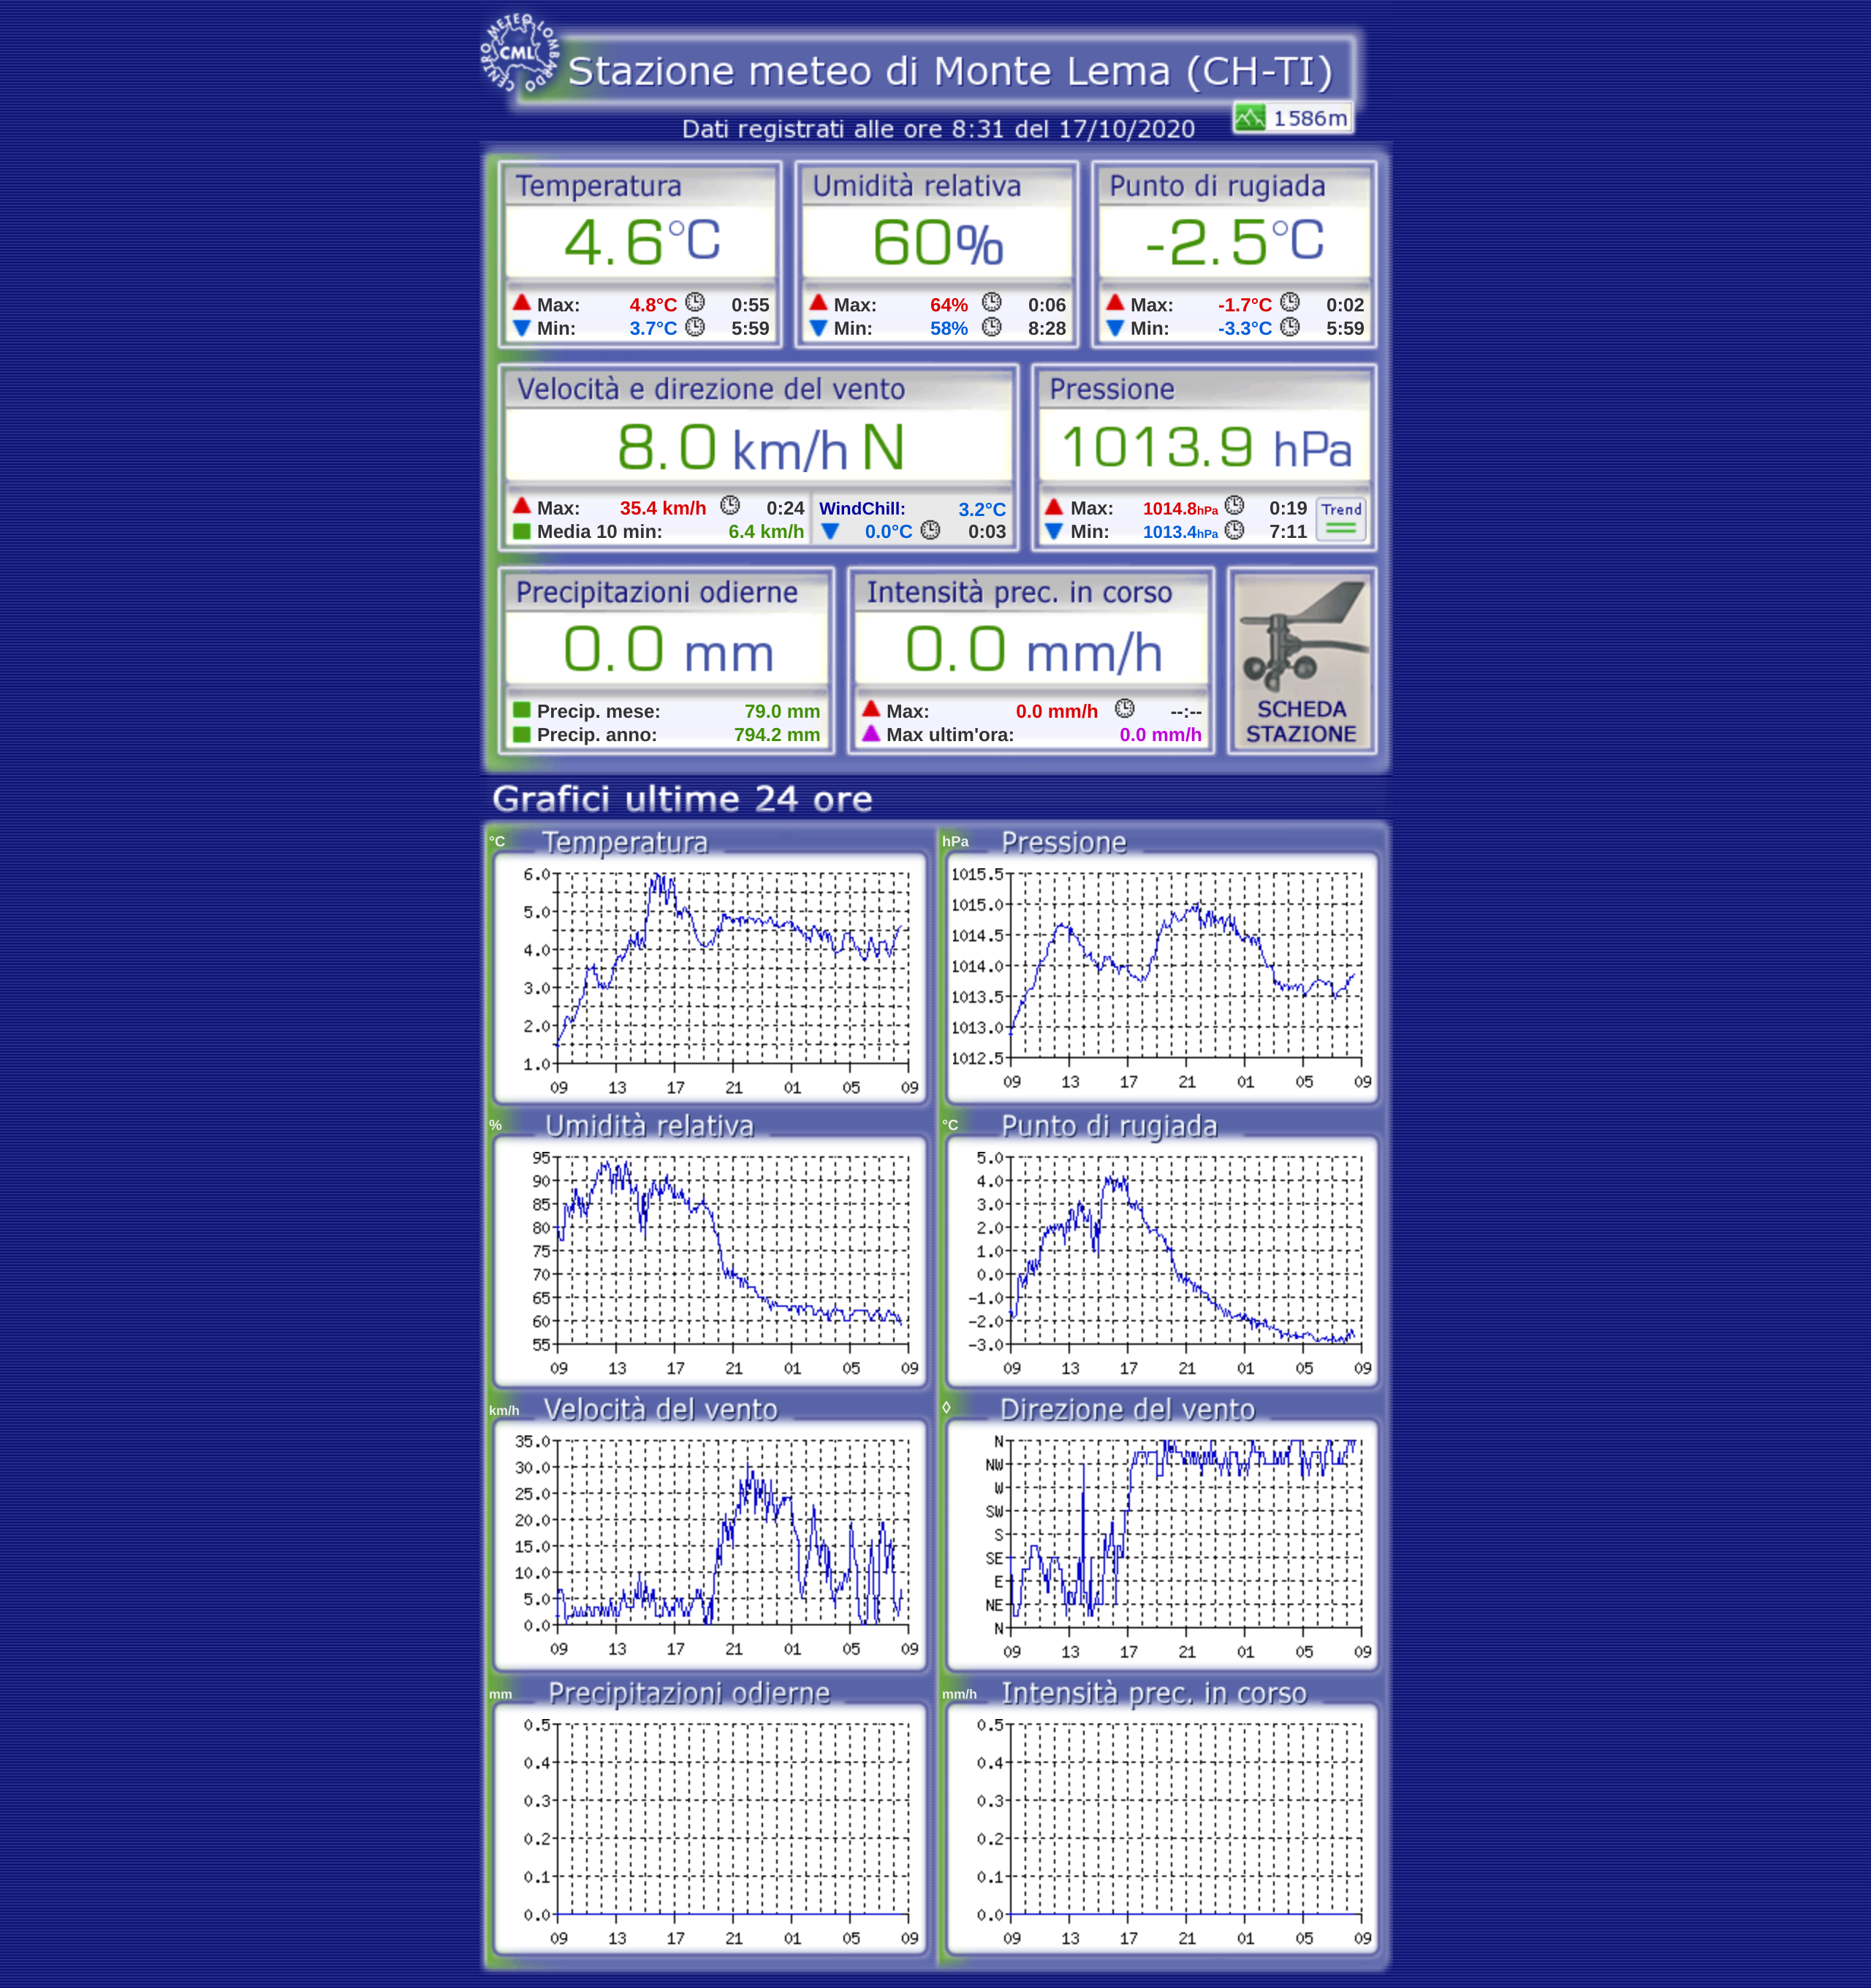 CENTRO METEO LOMBARDO
CML
Stazione meteo di Monte Lema (CH-TI)
1586m
Dati registrati alle ore 8:31 del 17/10/2020
Temperatura Umidità relativa Punto di rugiada
4.6°C 60% -2.5°C
Max: 4.8°C 0:55 Max: 64% 0:06 Max: -1.7°C 0:02
Min: 3.7°C 5:59 Min: 58% 8:28 Min: -3.3°C 5:59
Velocità e direzione del vento Pressione
8.0 km/h N 1013.9 hPa
Max: 35.4 km/h 0:24 WindChill: 3.2°C Max: 1014.8hPa 0:19 Trend
Media 10 min: 6.4 km/h 0.0°C 0:03 Min: 1013.4hPa 7:11
Precipitazioni odierne Intensità prec. in corso
0.0 mm 0.0 mm/h
Precip. mese: 79.0 mm Max: 0.0 mm/h --:-- SCHEDA
Precip. anno: 794.2 mm Max ultim'ora: 0.0 mm/h STAZIONE
Grafici ultime 24 ore
°C Temperatura
6.0
5.0
4.0
3.0
2.0
1.0
09 13 17 21 01 05 09
hPa Pressione
1015.5
1015.0
1014.5
1014.0
1013.5
1013.0
1012.5
09 13 17 21 01 05 09
% Umidità relativa
95
90
85
80
75
70
65
60
55
09 13 17 21 01 05 09
°C Punto di rugiada
5.0
4.0
3.0
2.0
1.0
0.0
-1.0
-2.0
-3.0
09 13 17 21 01 05 09
km/h Velocità del vento
35.0
30.0
25.0
20.0
15.0
10.0
5.0
0.0
09 13 17 21 01 05 09
◊ Direzione del vento
N
NW
W
SW
S
SE
E
NE
N
09 13 17 21 01 05 09
mm Precipitazioni odierne
0.5
0.4
0.3
0.2
0.1
0.0
09 13 17 21 01 05 09
mm/h Intensità prec. in corso
0.5
0.4
0.3
0.2
0.1
0.0
09 13 17 21 01 05 09